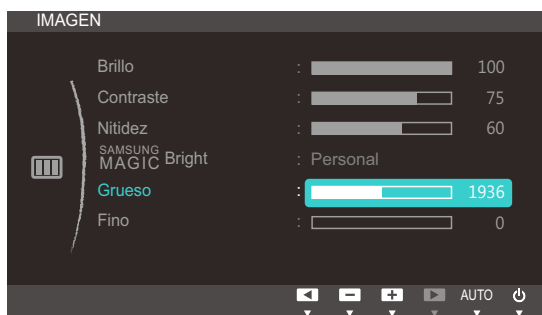 IMAGEN
Brillo : 100
Contraste : 75
Nitidez : 60
SAMSUNG
MAGIC Bright : Personal
Grueso : 1936
Fino : 0
AUTO